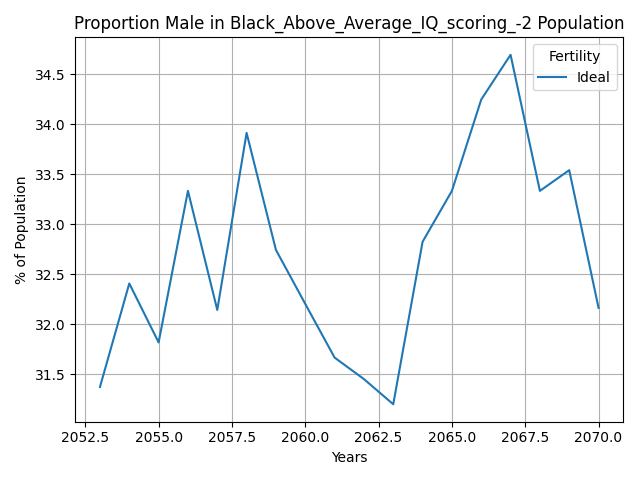 Proportion Male in Black_Above_Average_IQ_scoring_-2 Population
Fertility
Ideal
% of Population
34.5
34.0
33.5
33.0
32.5
32.0
31.5
2052.5 2055.0 2057.5 2060.0 2062.5 2065.0 2067.5 2070.0
Years